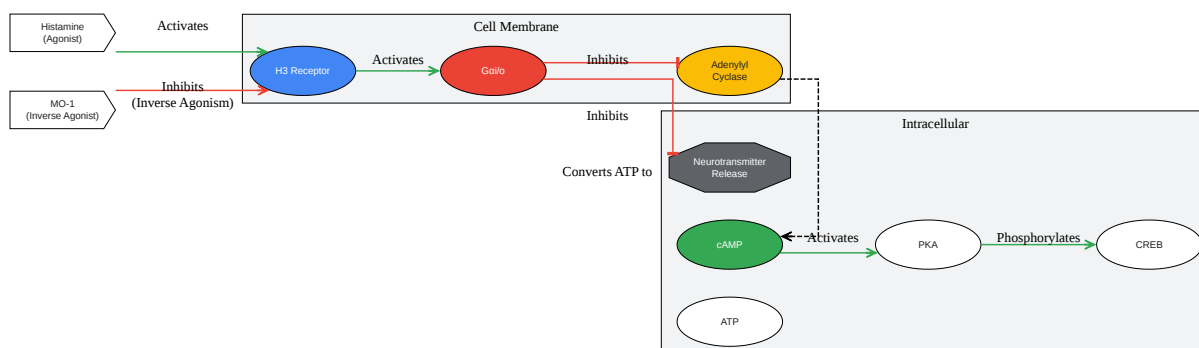 Histamine
(Agonist)
Activates
Cell Membrane
H3 Receptor
Activates
Gαi/o
Inhibits
Adenylyl
Cyclase
MO-1
(Inverse Agonist)
Inhibits
(Inverse Agonism)
Inhibits
Intracellular
Converts ATP to
Neurotransmitter
Release
cAMP
Activates
PKA
Phosphorylates
CREB
ATP